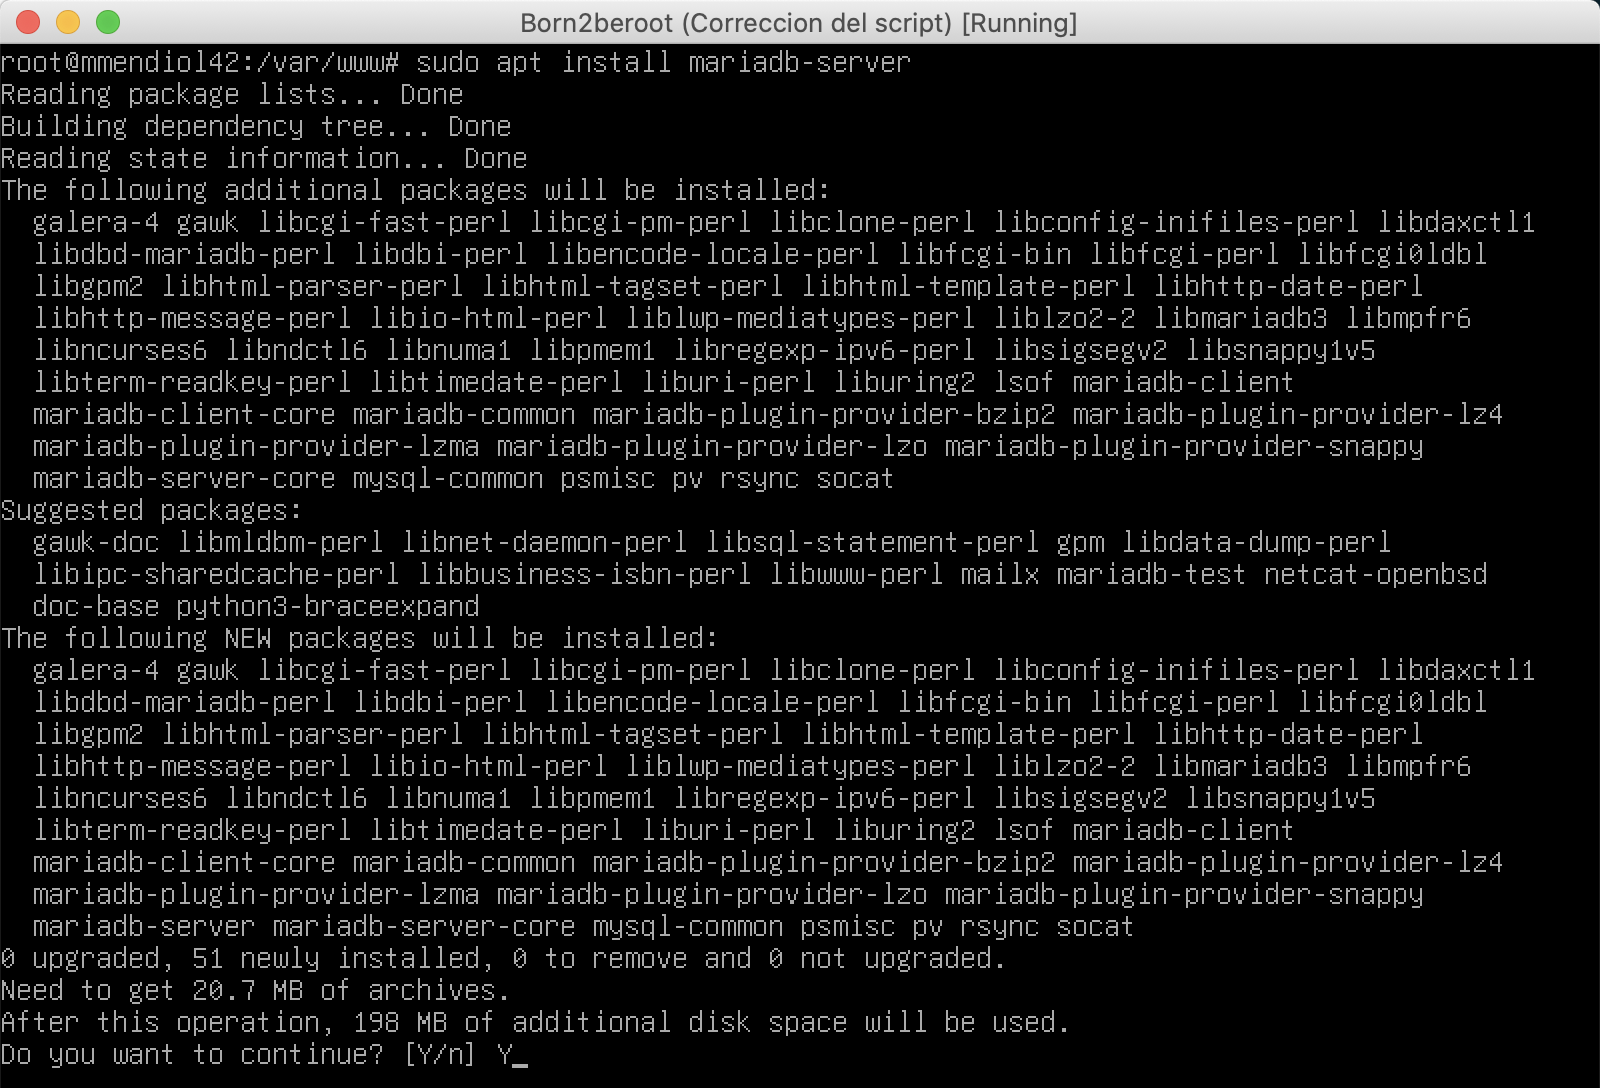 Born2beroot (Correccion del script) [Running]
root@mmendiol42:/var/www# sudo apt install mariadb-server
Reading package lists... Done
Building dependency tree... Done
Reading state information... Done
The following additional packages will be installed:
  galera-4 gawk libcgi-fast-perl libcgi-pm-perl libclone-perl libconfig-inifiles-perl libdaxctl1
  libdbd-mariadb-perl libdbi-perl libencode-locale-perl libfcgi-bin libfcgi-perl libfcgi0ldbl
  libgpm2 libhtml-parser-perl libhtml-tagset-perl libhtml-template-perl libhttp-date-perl
  libhttp-message-perl libio-html-perl liblwp-mediatypes-perl liblzo2-2 libmariadb3 libmpfr6
  libncurses6 libndctl6 libnuma1 libpmem1 libregexp-ipv6-perl libsigsegv2 libsnappy1v5
  libterm-readkey-perl libtimedate-perl liburi-perl liburing2 lsof mariadb-client
  mariadb-client-core mariadb-common mariadb-plugin-provider-bzip2 mariadb-plugin-provider-lz4
  mariadb-plugin-provider-lzma mariadb-plugin-provider-lzo mariadb-plugin-provider-snappy
  mariadb-server-core mysql-common psmisc pv rsync socat
Suggested packages:
  gawk-doc libmldbm-perl libnet-daemon-perl libsql-statement-perl gpm libdata-dump-perl
  libipc-sharedcache-perl libbusiness-isbn-perl libwww-perl mailx mariadb-test netcat-openbsd
  doc-base python3-braceexpand
The following NEW packages will be installed:
  galera-4 gawk libcgi-fast-perl libcgi-pm-perl libclone-perl libconfig-inifiles-perl libdaxctl1
  libdbd-mariadb-perl libdbi-perl libencode-locale-perl libfcgi-bin libfcgi-perl libfcgi0ldbl
  libgpm2 libhtml-parser-perl libhtml-tagset-perl libhtml-template-perl libhttp-date-perl
  libhttp-message-perl libio-html-perl liblwp-mediatypes-perl liblzo2-2 libmariadb3 libmpfr6
  libncurses6 libndctl6 libnuma1 libpmem1 libregexp-ipv6-perl libsigsegv2 libsnappy1v5
  libterm-readkey-perl libtimedate-perl liburi-perl liburing2 lsof mariadb-client
  mariadb-client-core mariadb-common mariadb-plugin-provider-bzip2 mariadb-plugin-provider-lz4
  mariadb-plugin-provider-lzma mariadb-plugin-provider-lzo mariadb-plugin-provider-snappy
  mariadb-server mariadb-server-core mysql-common psmisc pv rsync socat
0 upgraded, 51 newly installed, 0 to remove and 0 not upgraded.
Need to get 20.7 MB of archives.
After this operation, 198 MB of additional disk space will be used.
Do you want to continue? [Y/n] Y_